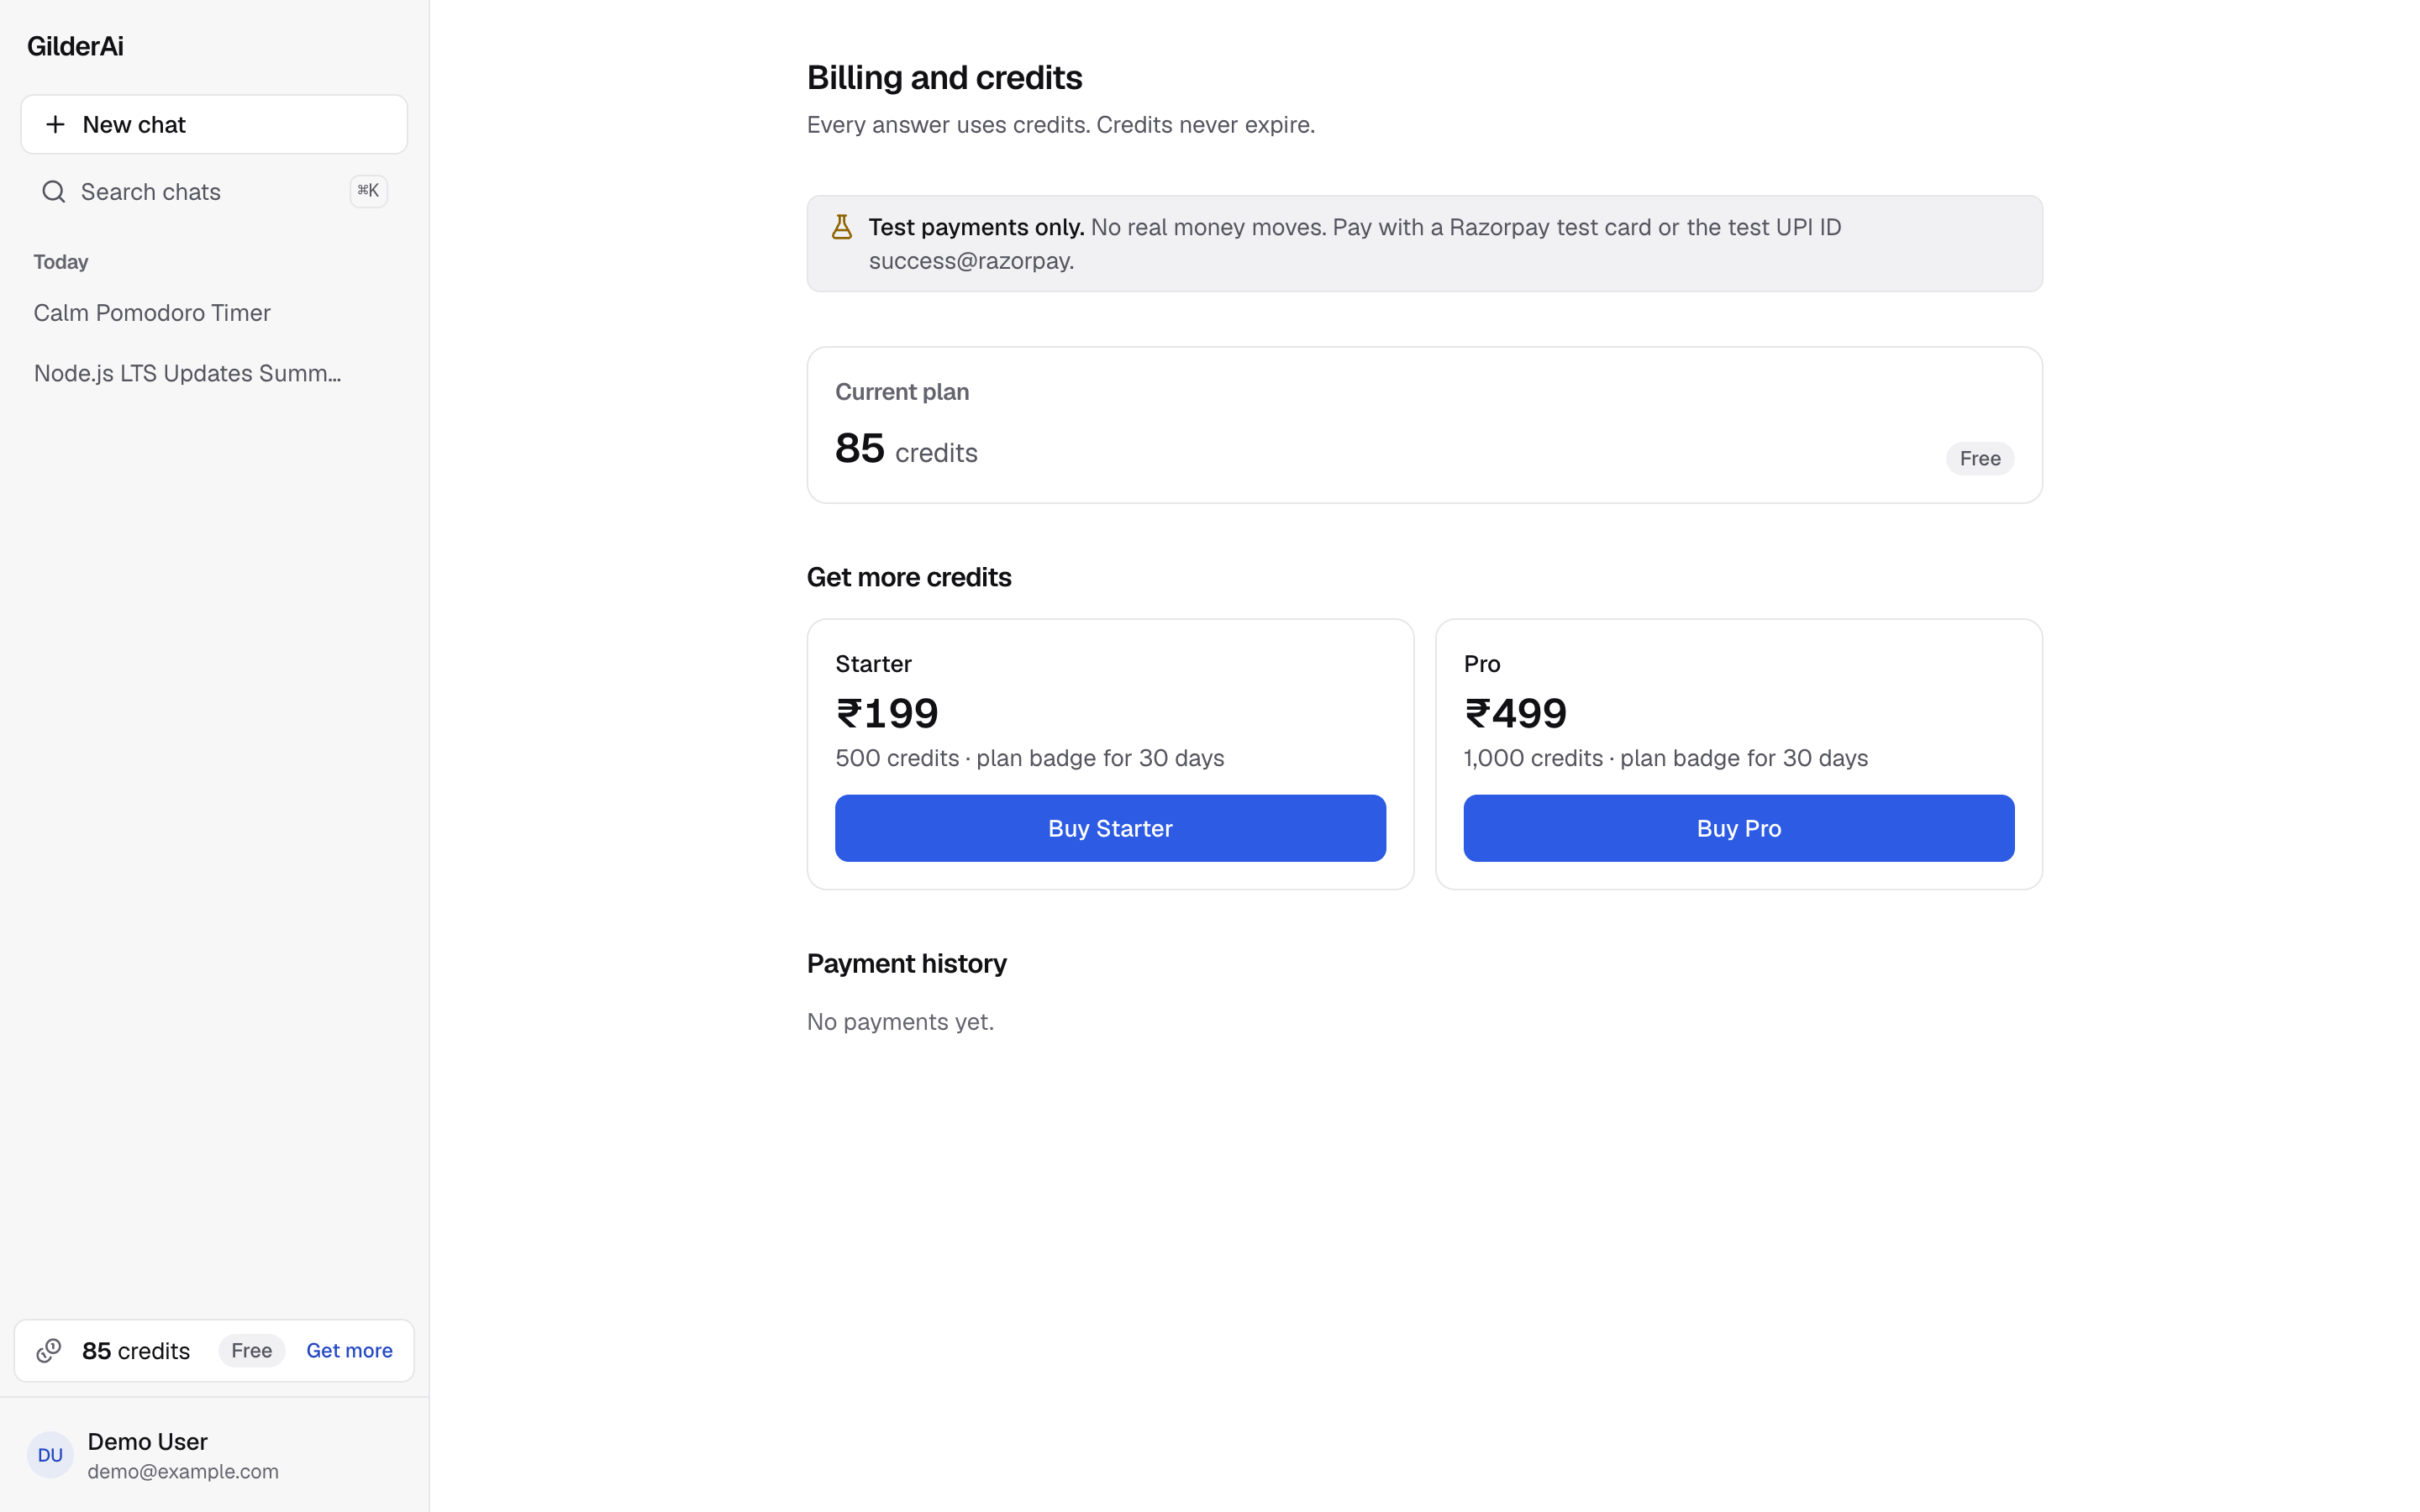 GilderAi
New chat
Search chats
⌘K
Today
Calm Pomodoro Timer
Node.js LTS Updates Summ...
85 credits
Free
Get more
DU
Demo User
demo@example.com
Billing and credits
Every answer uses credits. Credits never expire.
Test payments only. No real money moves. Pay with a Razorpay test card or the test UPI ID
success@razorpay.
Current plan
85 credits
Free
Get more credits
Starter
₹199
500 credits · plan badge for 30 days
Buy Starter
Pro
₹499
1,000 credits · plan badge for 30 days
Buy Pro
Payment history
No payments yet.